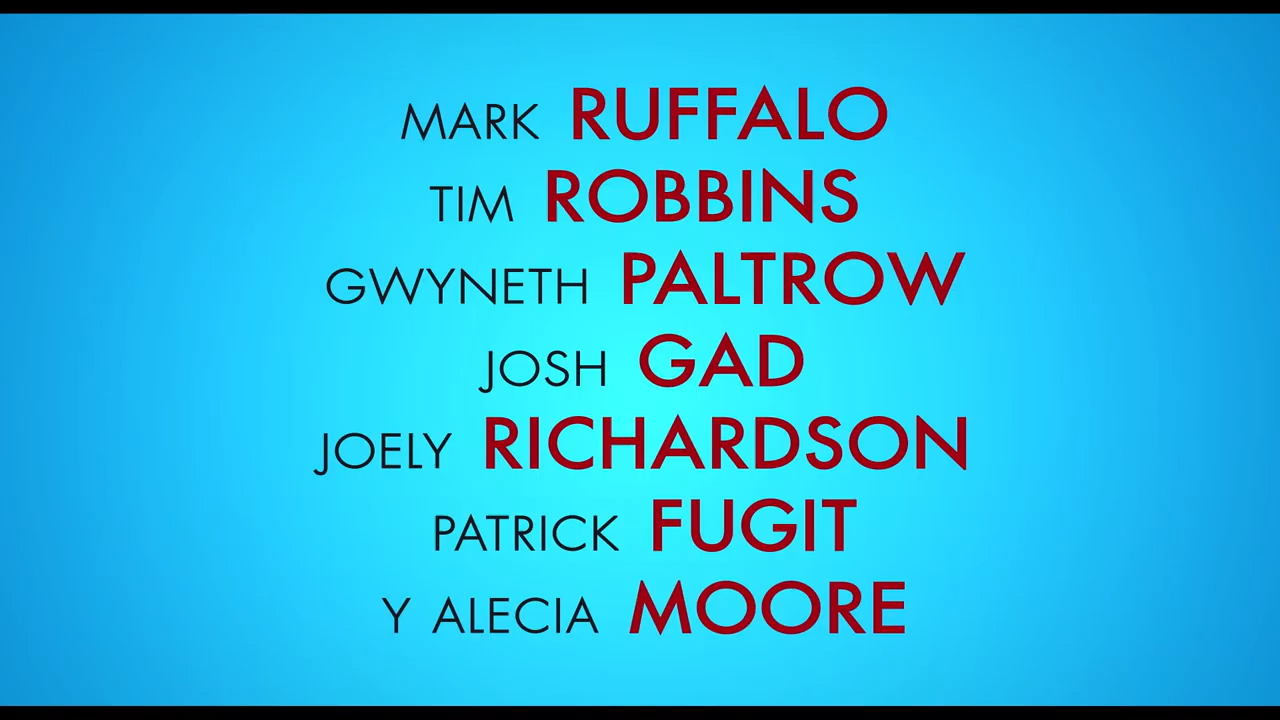 MARK RUFFALO
TIM ROBBINS
GWYNETH PALTROW
JOSH GAD
JOELY RICHARDSON
PATRICK FUGIT
Y ALECIA MOORE